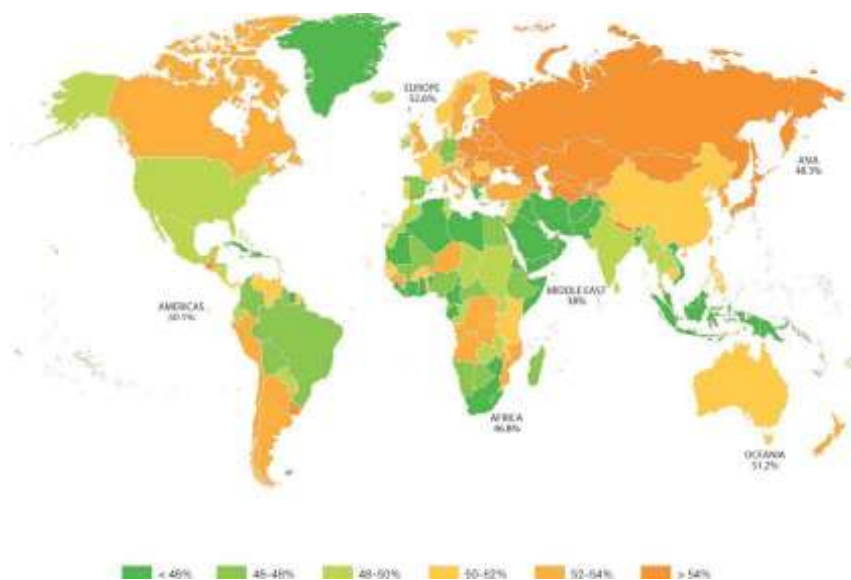 EUROPE
52.6%
ASIA
48.3%
AMERICAS
50.1%
MIDDLE EAST
38%
AFRICA
46.8%
OCEANIA
51.2%
< 46%
46-48%
48-50%
50-52%
52-54%
> 54%